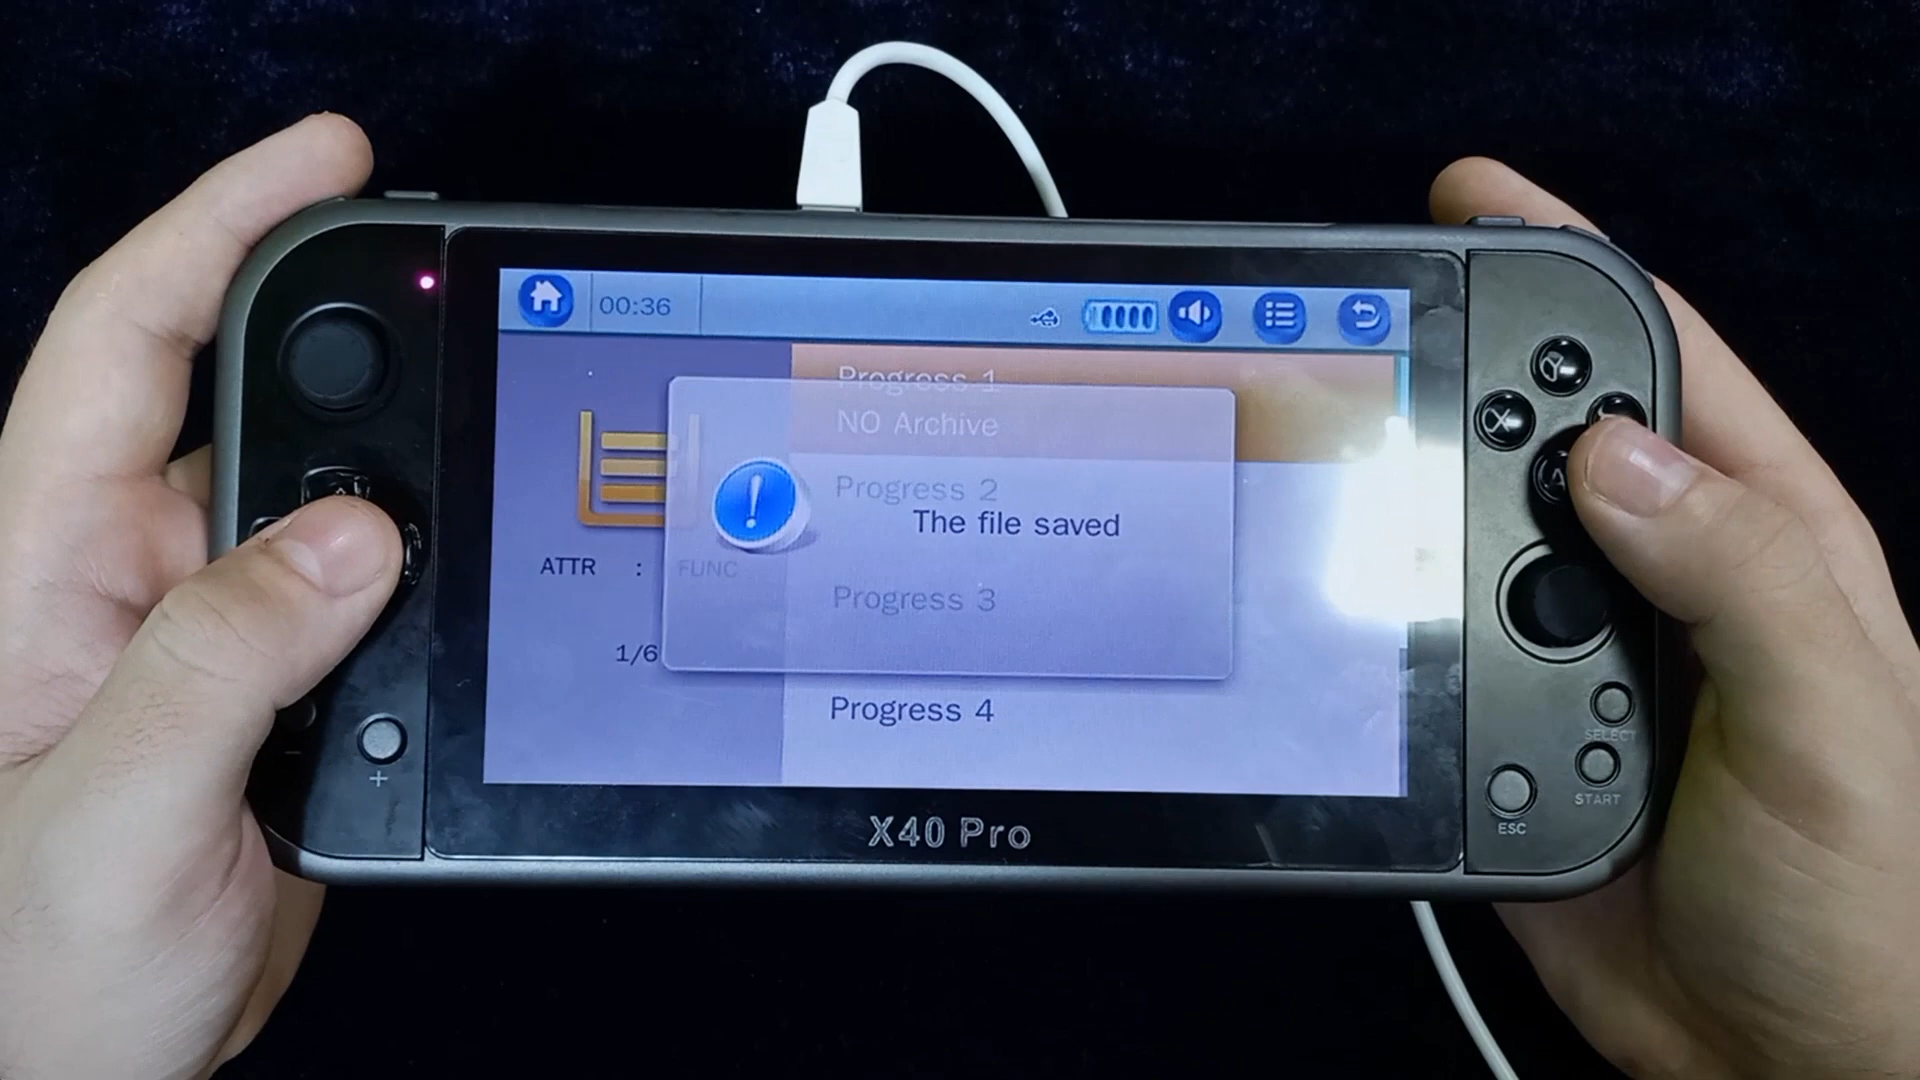 00:36
Progress 1
NO Archive
Progress 2
The file saved
ATTR : FUNC
Progress 3
1/6
Progress 4
X40 Pro
Y
X
A
SELECT
START
ESC
+
−